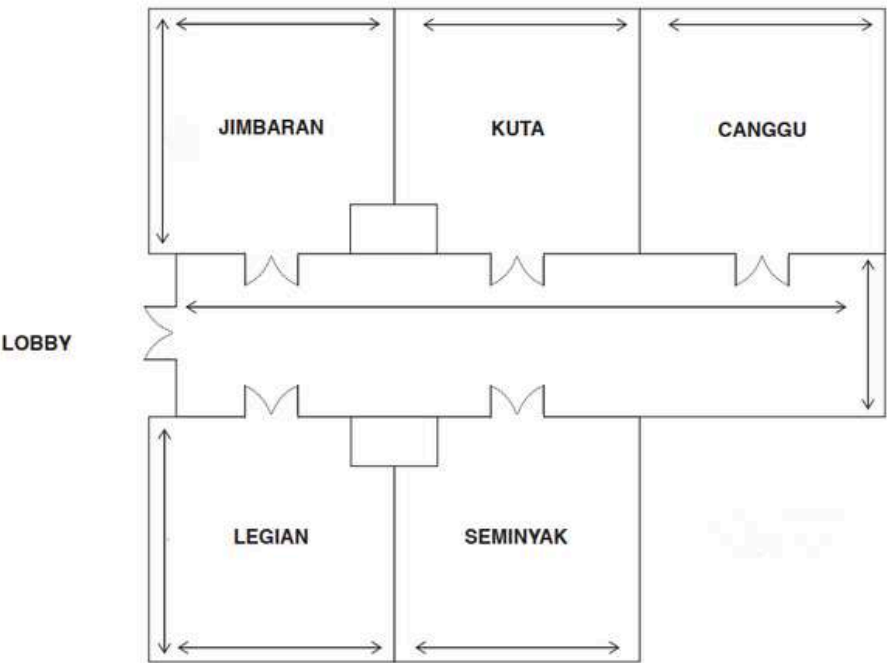 JIMBARAN
KUTA
CANGGU
LOBBY
LEGIAN
SEMINYAK